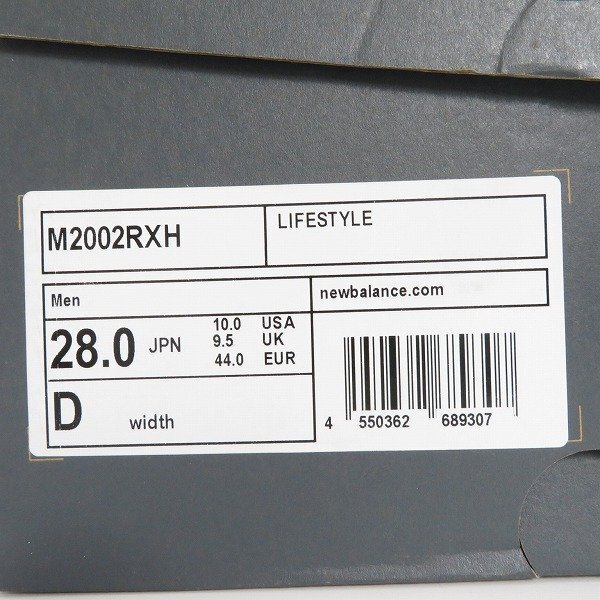 M2002RXH LIFESTYLE
Men newbalance.com
28.0 JPN 10.0 USA
9.5 UK
44.0 EUR
D width
4 550362 689307